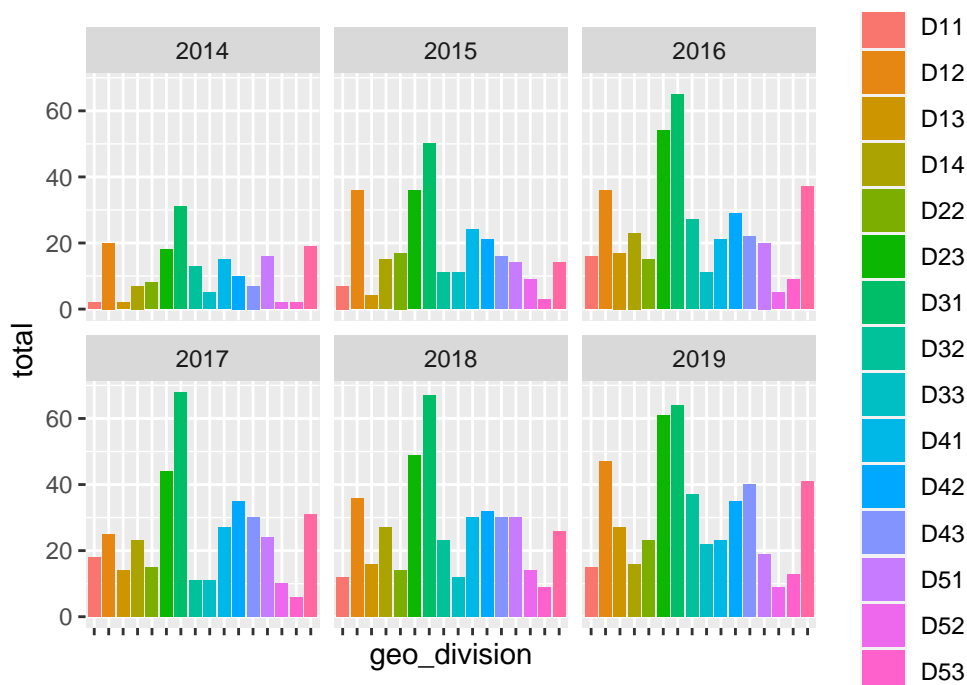 2014
2015
2016
60
40
20
0
2017
2018
2019
60
40
20
0
total
geo_division
D11
D12
D13
D14
D22
D23
D31
D32
D33
D41
D42
D43
D51
D52
D53